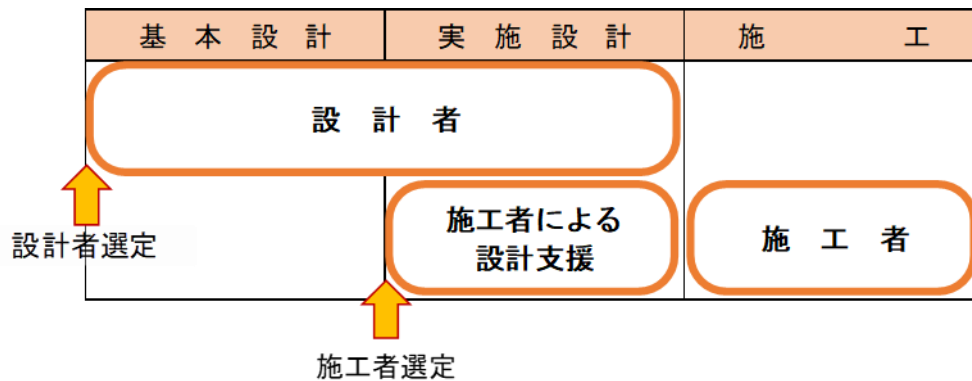 基本設計 実施設計 施工
設計者
施工者による
設計支援
施工者
設計者選定
施工者選定